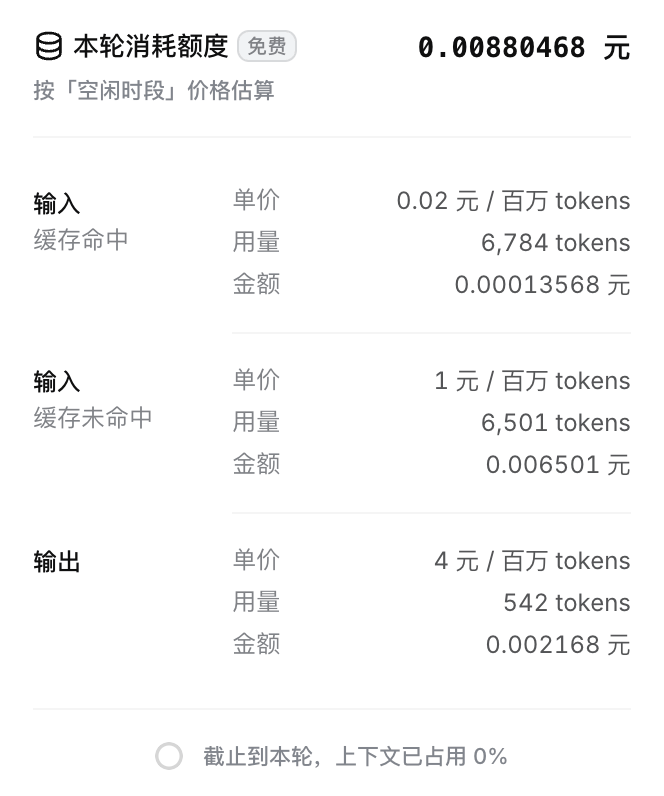 本轮消耗额度 免费 0.00880468 元
按「空闲时段」价格估算
输入 单价 0.02 元 / 百万 tokens
缓存命中 用量 6,784 tokens
金额 0.00013568 元
输入 单价 1 元 / 百万 tokens
缓存未命中 用量 6,501 tokens
金额 0.006501 元
输出 单价 4 元 / 百万 tokens
用量 542 tokens
金额 0.002168 元
截止到本轮，上下文已占用 0%